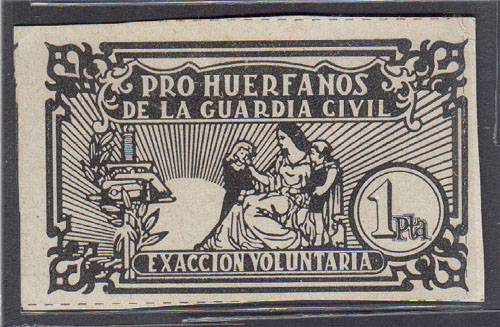 PRO HUERFANOS
DE LA GUARDIA CIVIL
1 Pta
EXACCION VOLUNTARIA